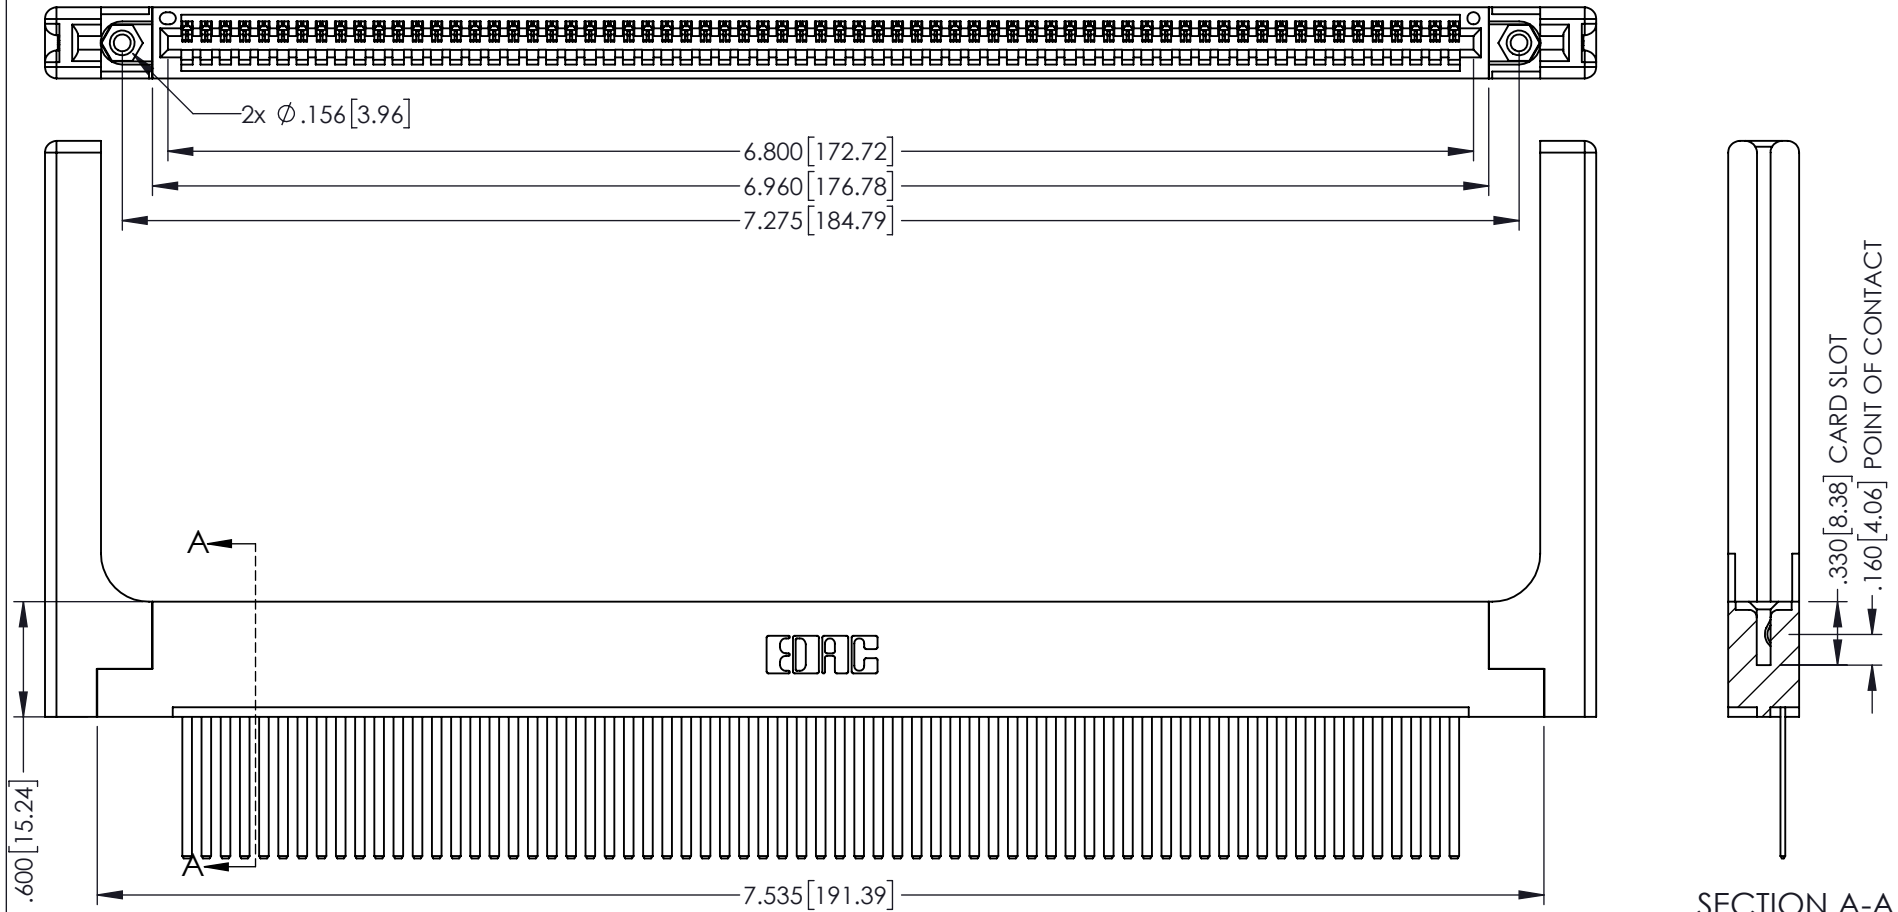 2x Ø.156[3.96]
6.800[172.72]
6.960[176.78]
7.275[184.79]
.330[8.38] CARD SLOT
.160[4.06] POINT OF CONTACT
A
EDAC
.600[15.24]
A
7.535[191.39]
SECTION A-A